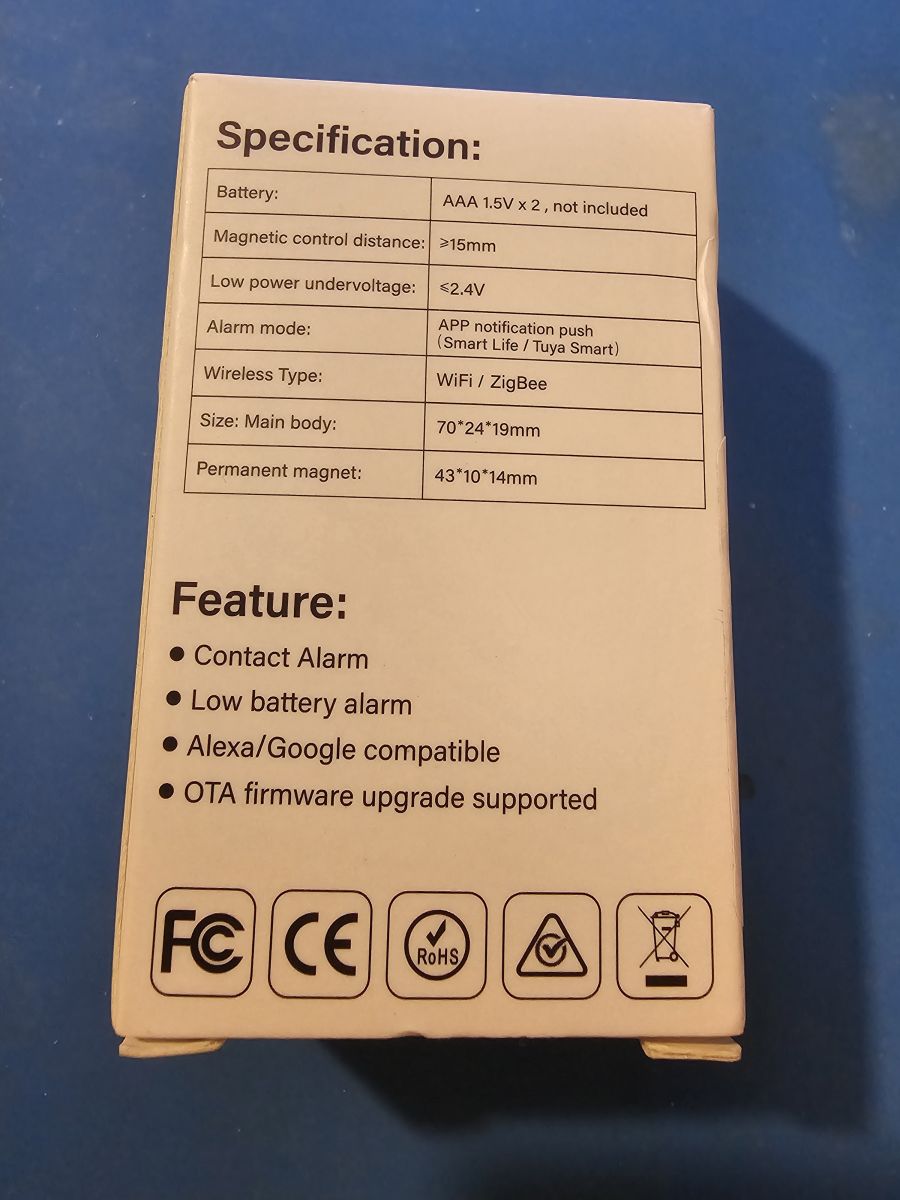 Specification:
Battery: AAA 1.5V x 2 , not included
Magnetic control distance: ≥15mm
Low power undervoltage: ≤2.4V
Alarm mode: APP notification push
(Smart Life / Tuya Smart)
Wireless Type: WiFi / ZigBee
Size: Main body: 70*24*19mm
Permanent magnet: 43*10*14mm
Feature:
● Contact Alarm
● Low battery alarm
● Alexa/Google compatible
● OTA firmware upgrade supported
FC CE RoHS